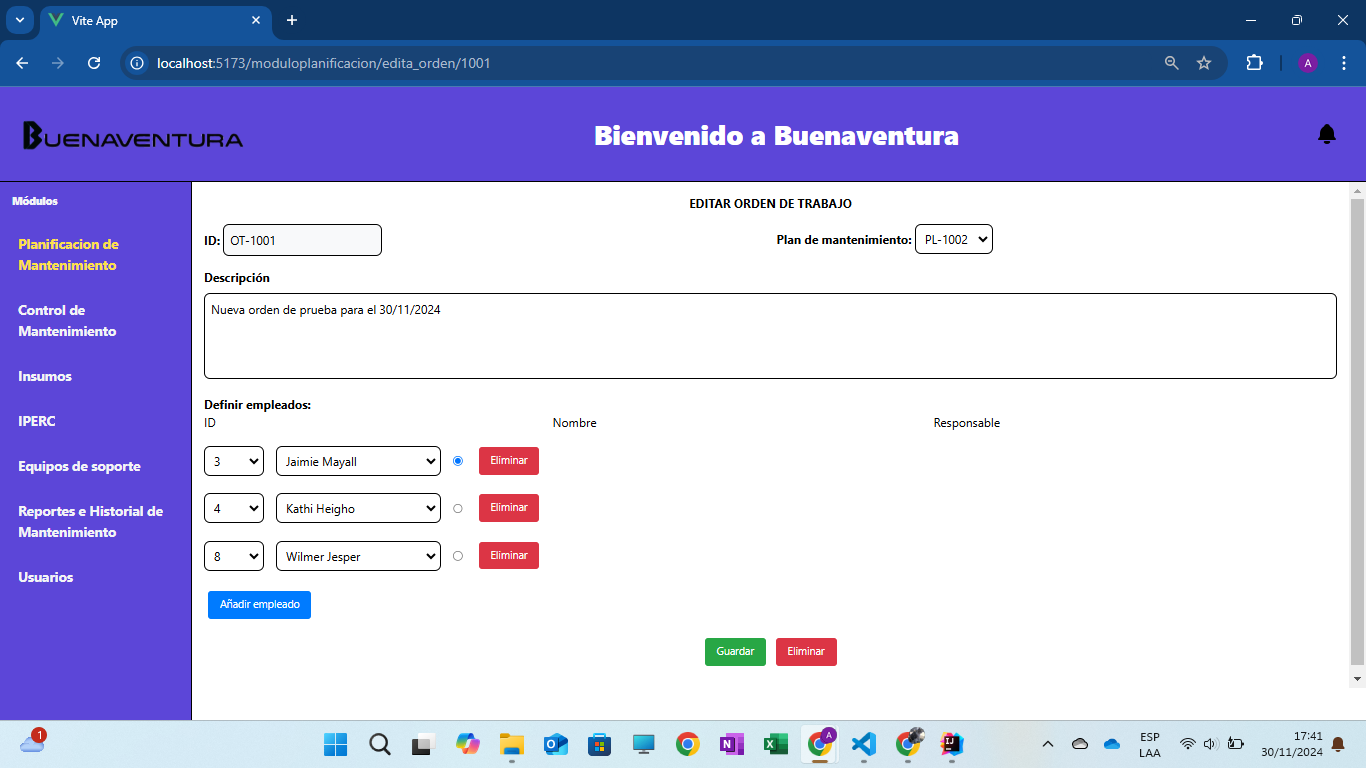 Vite App
localhost:5173/moduloplanificacion/edita_orden/1001
A
BUENAVENTURA
Bienvenido a Buenaventura
Módulos
Planificacion de
Mantenimiento
Control de
Mantenimiento
Insumos
IPERC
Equipos de soporte
Reportes e Historial de
Mantenimiento
Usuarios
EDITAR ORDEN DE TRABAJO
ID: OT-1001 Plan de mantenimiento: PL-1002
Descripción
Nueva orden de prueba para el 30/11/2024
Definir empleados:
ID Nombre Responsable
3 Jaimie Mayall Eliminar
4 Kathi Heigho Eliminar
8 Wilmer Jesper Eliminar
Añadir empleado
Guardar Eliminar
1
A
ESP
LAA
17:41
30/11/2024